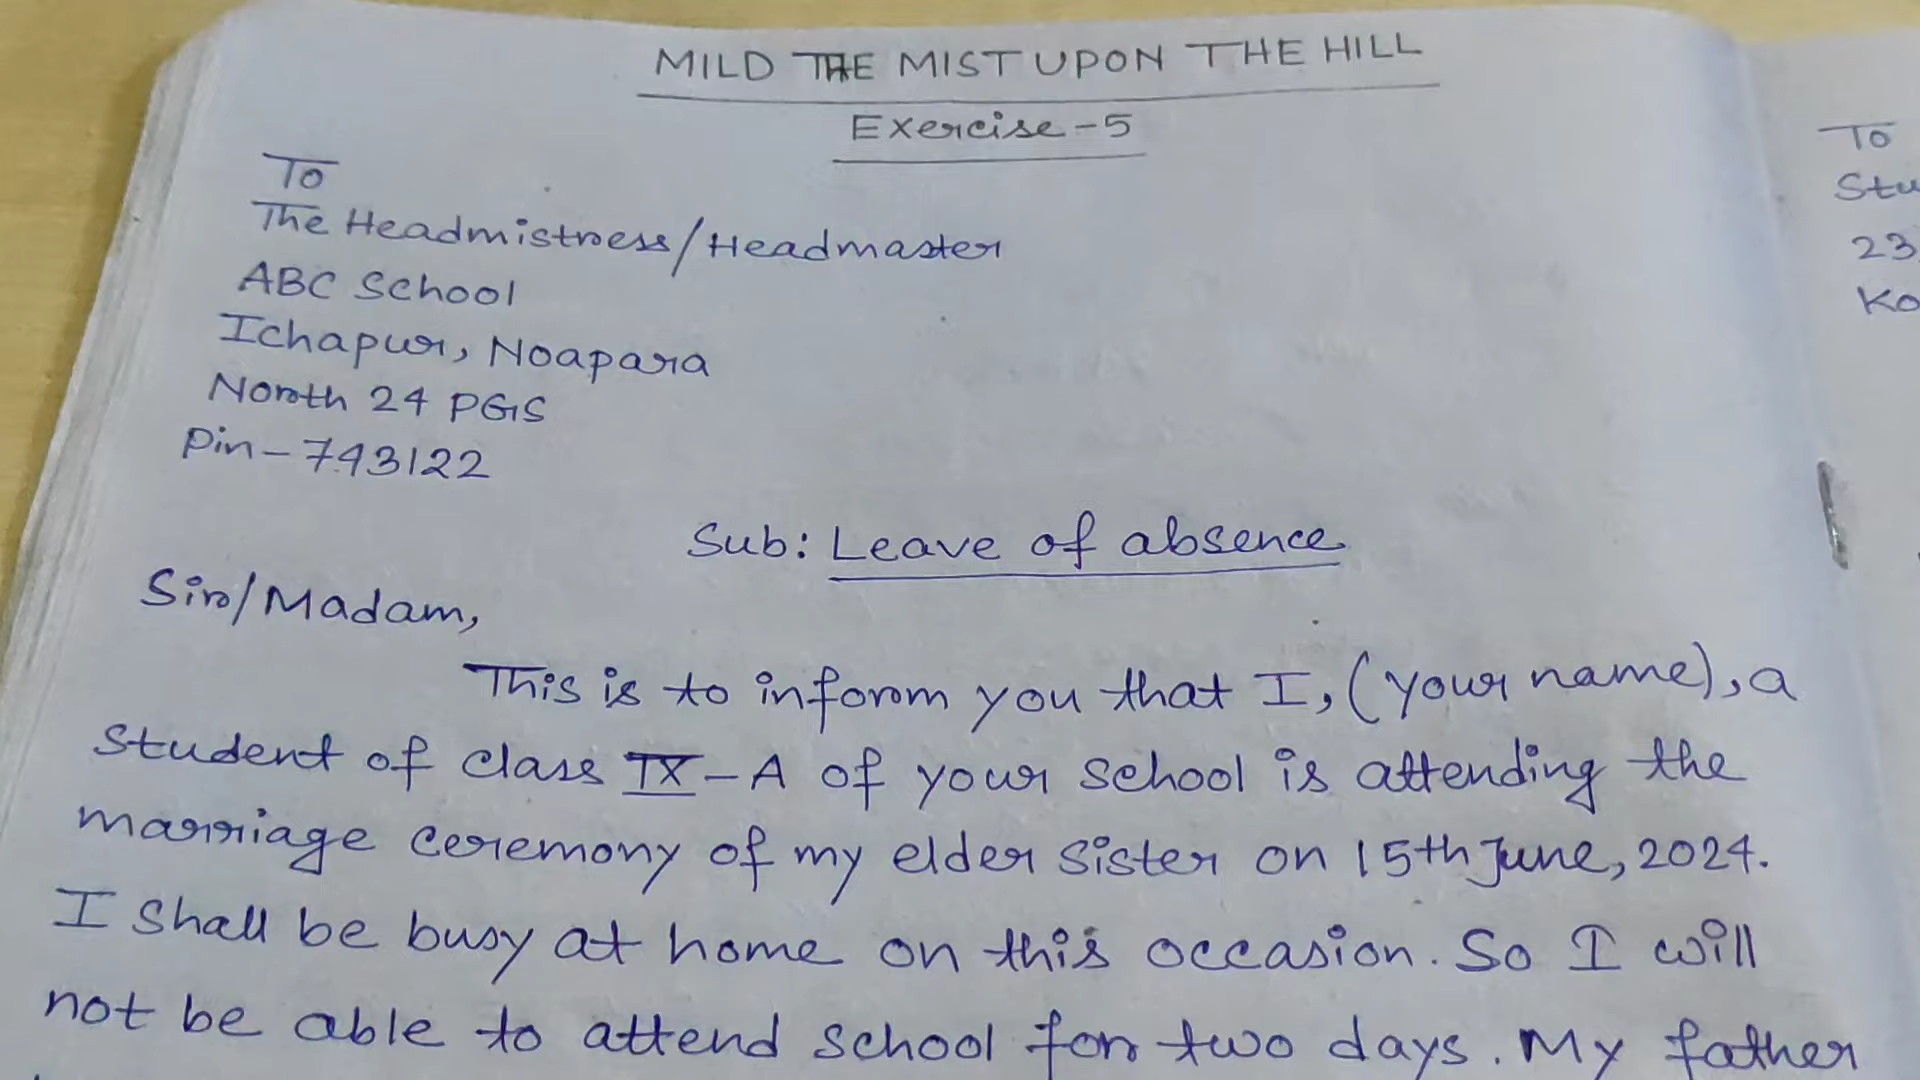 MILD THE MIST UPON THE HILL
Exercise-5
To
The Headmistress/Headmaster
ABC School
Ichapur, Noapara
North 24 PGS
Pin-743122
Sub: Leave of absence
Sir/Madam,
This is to inform you that I, (your name), a
student of class IX-A of your school is attending the
marriage ceremony of my elder sister on 15th June, 2024.
I shall be busy at home on this occasion. So I will
not be able to attend school for two days. My father
To
23